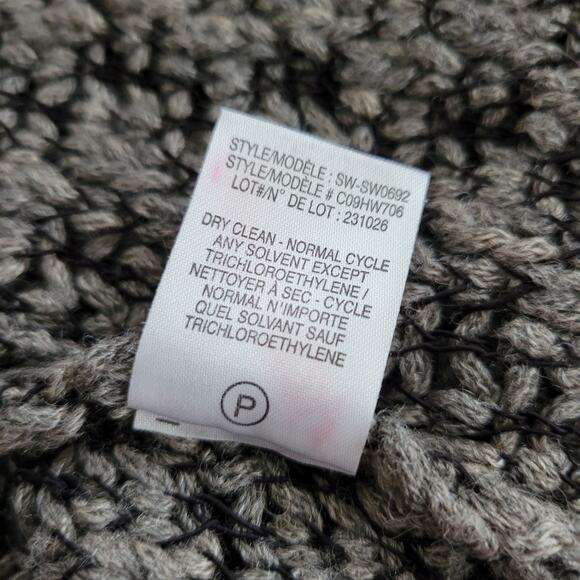 STYLE/MODÈLE : SW-SW0692
STYLE/MODÈLE # C09HW706
LOT#/N° DE LOT : 231026
DRY CLEAN - NORMAL CYCLE
ANY SOLVENT EXCEPT
TRICHLOROETHYLENE /
NETTOYER À SEC - CYCLE
NORMAL N'IMPORTE
QUEL SOLVANT SAUF
TRICHLOROETHYLENE
P